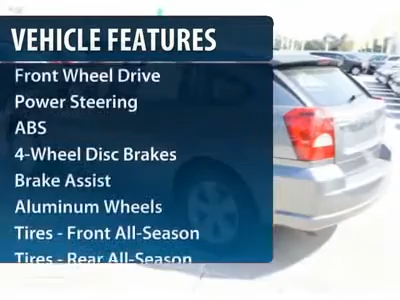 VEHICLE FEATURES
Front Wheel Drive
Power Steering
ABS
4-Wheel Disc Brakes
Brake Assist
Aluminum Wheels
Tires - Front All-Season
Tires - Rear All-Season